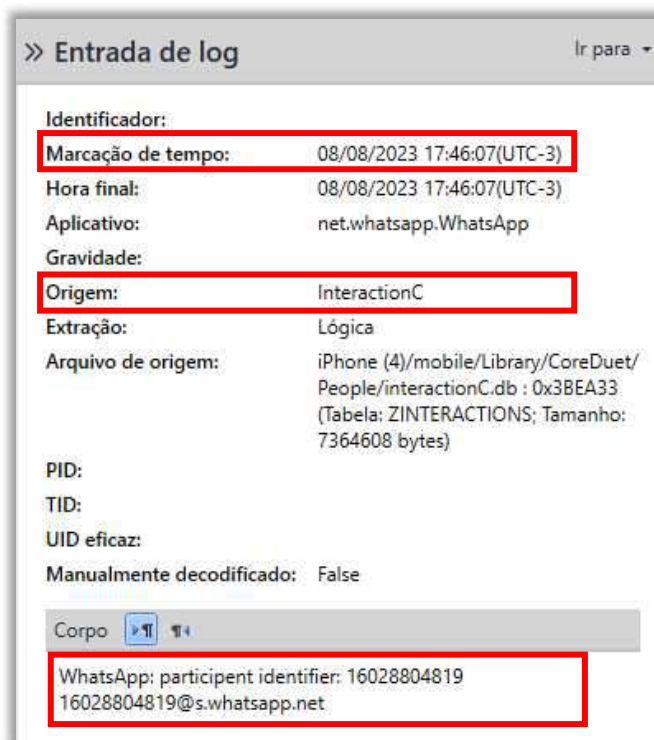 » Entrada de log Ir para
Identificador:
Marcação de tempo: 08/08/2023 17:46:07(UTC-3)
Hora final: 08/08/2023 17:46:07(UTC-3)
Aplicativo: net.whatsapp.WhatsApp
Gravidade:
Origem: InteractionC
Extração: Lógica
Arquivo de origem: iPhone (4)/mobile/Library/CoreDuet/
People/interactionC.db : 0x3BEA33
(Tabela: ZINTERACTIONS; Tamanho:
7364608 bytes)
PID:
TID:
UID eficaz:
Manualmente decodificado: False
Corpo
WhatsApp: participent identifier: 16028804819
16028804819@s.whatsapp.net